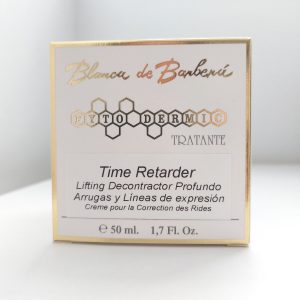 Blanca de Barberú
FYTO DERMIC
TRATANTE
Time Retarder
Lifting Decontractor Profundo
Arrugas y Líneas de expresión
Creme pour la Correction des Rides
℮ 50 ml. 1,7 Fl. Oz.